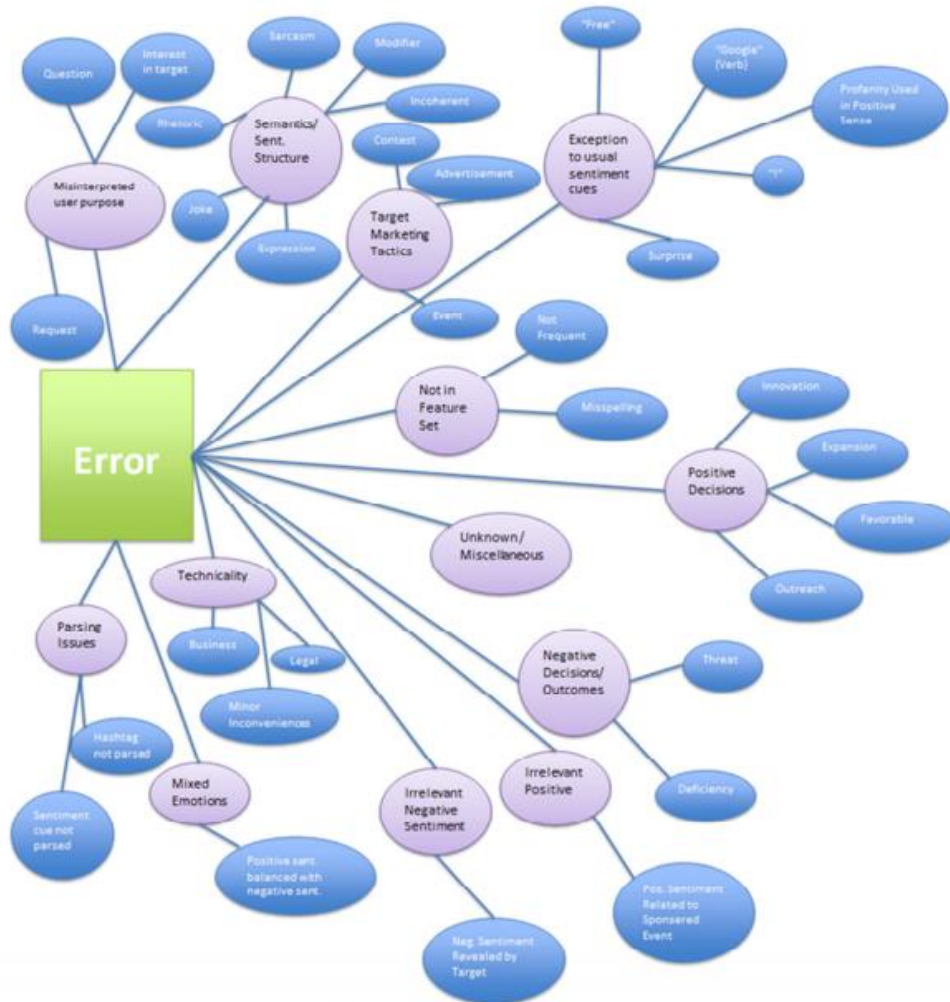 "Free"
Sarcasm
Modifier
"Google"
(Verb)
Interest
in target
Question
Profanity Used
in Positive
Sense
Incoherent
Rhetoric
Semantics/
Sent.
Structure
Exception
to usual
sentiment
cues
Contest
Advertisement
"!"
Misinterpreted
user purpose
Joke
Target
Marketing
Tactics
Expression
Surprise
Event
Not
Frequent
Request
Not in
Feature
Set
Misspelling
Innovation
Error
Expansion
Positive
Decisions
Favorable
Unknown/
Miscellaneous
Outreach
Technicality
Parsing
Issues
Business
Legal
Negative
Decisions/
Outcomes
Threat
Minor
Inconveniences
Hashtag
not parsed
Mixed
Emotions
Irrelevant
Negative
Sentiment
Irrelevant
Positive
Deficiency
Sentiment
cue not
parsed
Positive sent.
balanced with
negative sent.
Pos. Sentiment
Related to
Sponsered
Event
Neg. Sentiment
Revealed by
Target